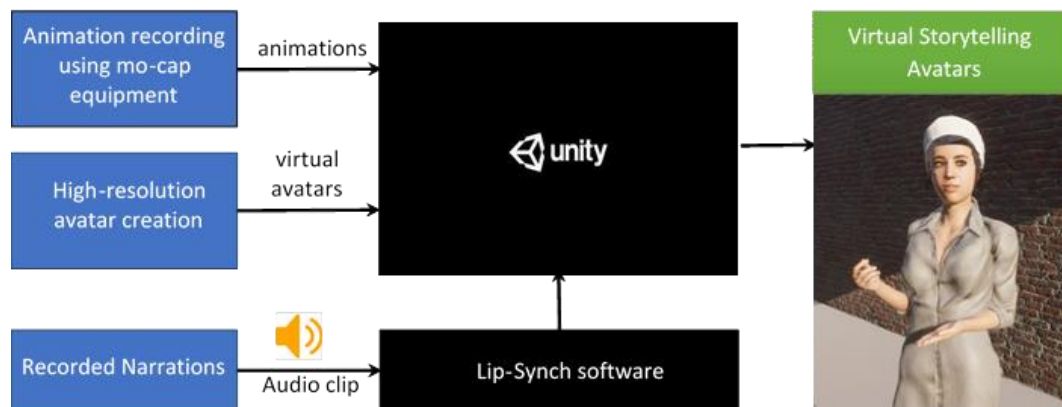 Animation recording
using mo-cap
equipment
animations
High-resolution
avatar creation
virtual
avatars
unity
Recorded Narrations
Audio clip
Lip-Synch software
Virtual Storytelling
Avatars